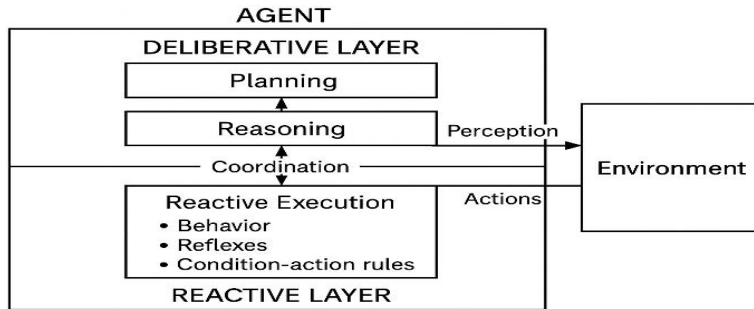 AGENT
DELIBERATIVE LAYER
Planning
Reasoning
Perception
Coordination
Environment
Reactive Execution
• Behavior
• Reflexes
• Condition-action rules
Actions
REACTIVE LAYER